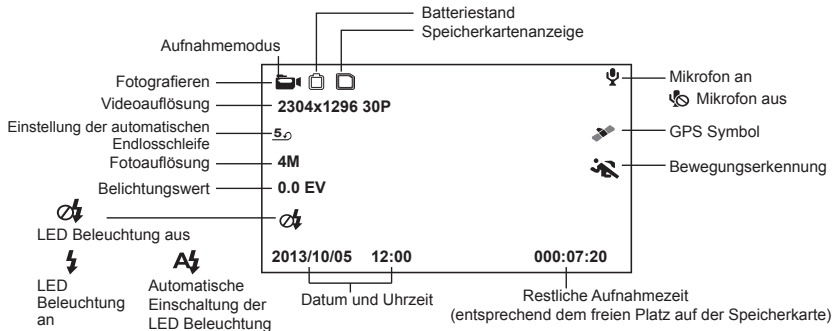 Batteriestand
Speicherkartenanzeige
Aufnahmemodus
Fotografieren
Videoauflösung
2304x1296 30P
Einstellung der automatischen
Endlosschleife
5
Fotoauflösung
4M
Belichtungswert
0.0 EV
Mikrofon an
Mikrofon aus
GPS Symbol
Bewegungserkennung
LED Beleuchtung aus
LED
Beleuchtung
an
A
Automatische
Einschaltung der
LED Beleuchtung
2013/10/05 12:00 000:07:20
Datum und Uhrzeit
Restliche Aufnahmezeit
(entsprechend dem freien Platz auf der Speicherkarte)